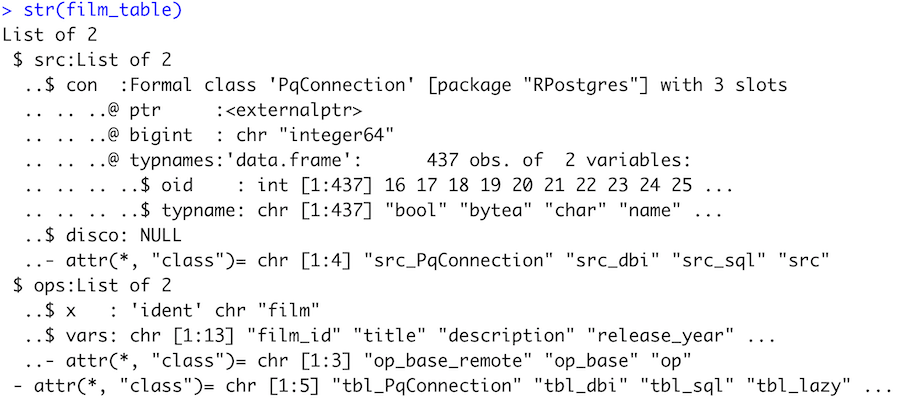 > str(film_table)
List of 2
 $ src:List of 2
  ..$ con  :Formal class 'PqConnection' [package "RPostgres"] with 3 slots
  .. .. ..@ ptr     :<externalptr>
  .. .. ..@ bigint  : chr "integer64"
  .. .. ..@ typnames:'data.frame':      437 obs. of  2 variables:
  .. .. .. ..$ oid    : int [1:437] 16 17 18 19 20 21 22 23 24 25 ...
  .. .. .. ..$ typname: chr [1:437] "bool" "bytea" "char" "name" ...
  ..$ disco: NULL
  ..- attr(*, "class")= chr [1:4] "src_PqConnection" "src_dbi" "src_sql" "src"
 $ ops:List of 2
  ..$ x   : 'ident' chr "film"
  ..$ vars: chr [1:13] "film_id" "title" "description" "release_year" ...
  ..- attr(*, "class")= chr [1:3] "op_base_remote" "op_base" "op"
 - attr(*, "class")= chr [1:5] "tbl_PqConnection" "tbl_dbi" "tbl_sql" "tbl_lazy" ...